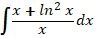 ∫ (x + ln² x)/x dx